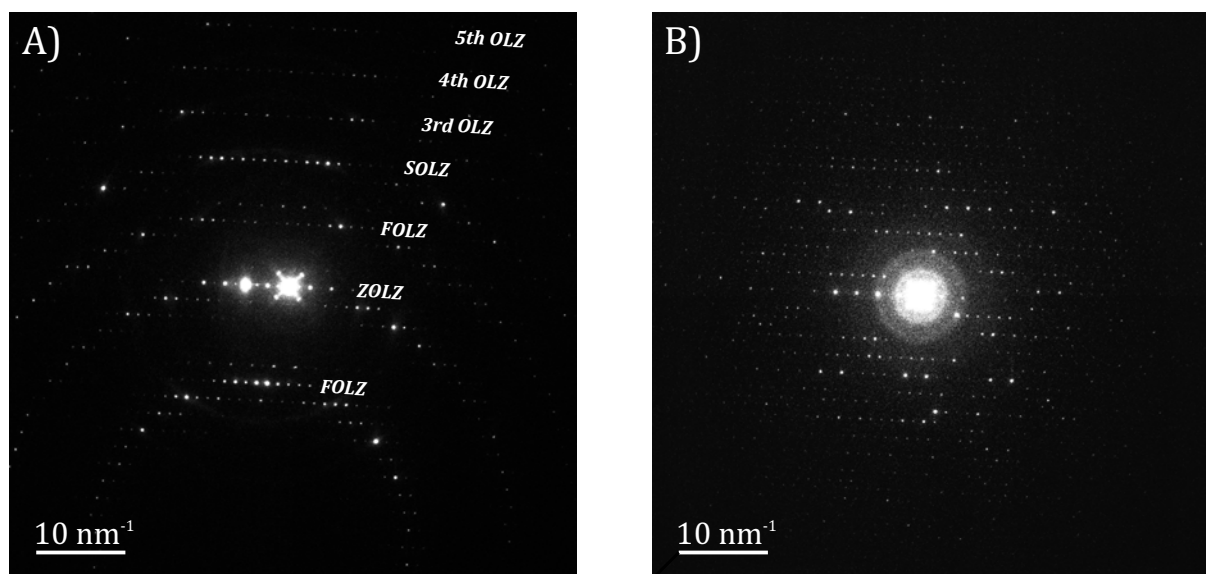 A)
5th OLZ
4th OLZ
3rd OLZ
SOLZ
FOLZ
ZOLZ
FOLZ
10 nm⁻¹
B)
10 nm⁻¹